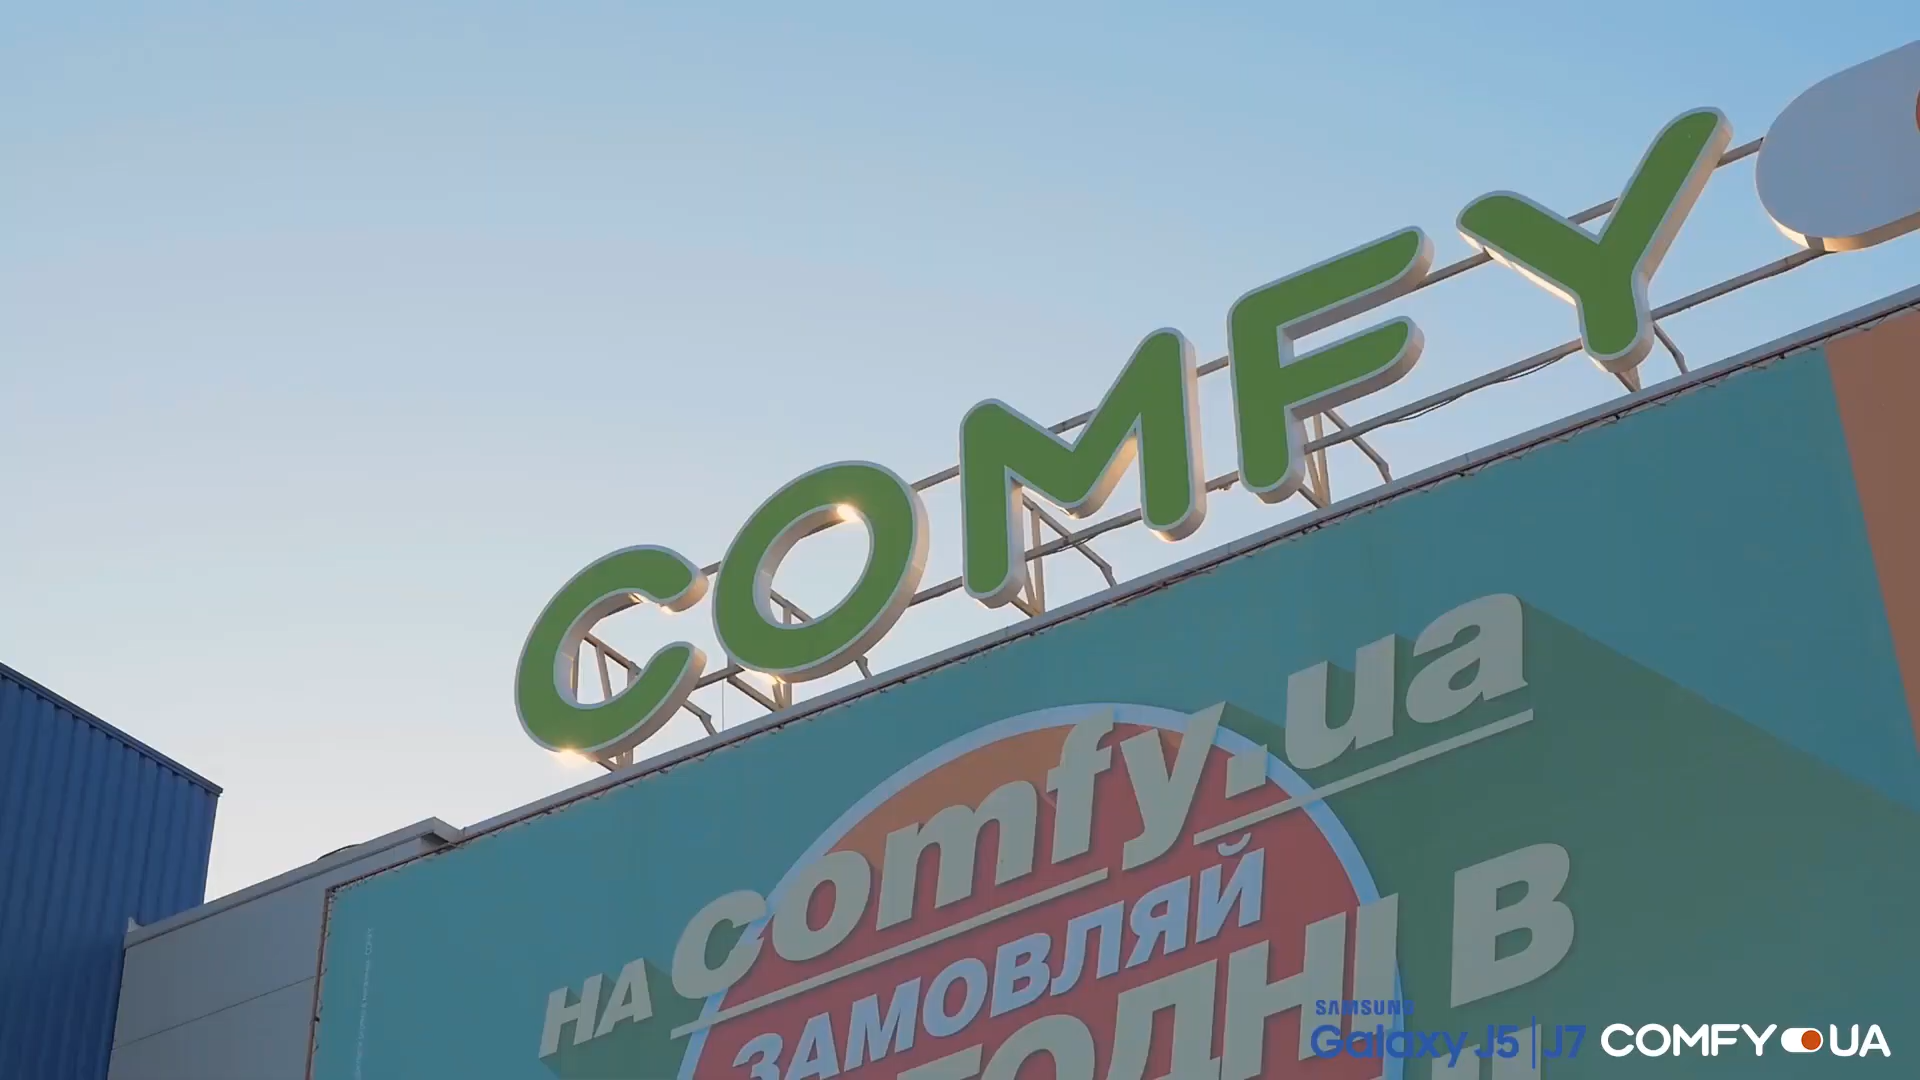 COMFY
на comfy.ua
ЗАМОВЛЯЙ
В
SAMSUNG
Galaxy J5 | J7
COMFY UA